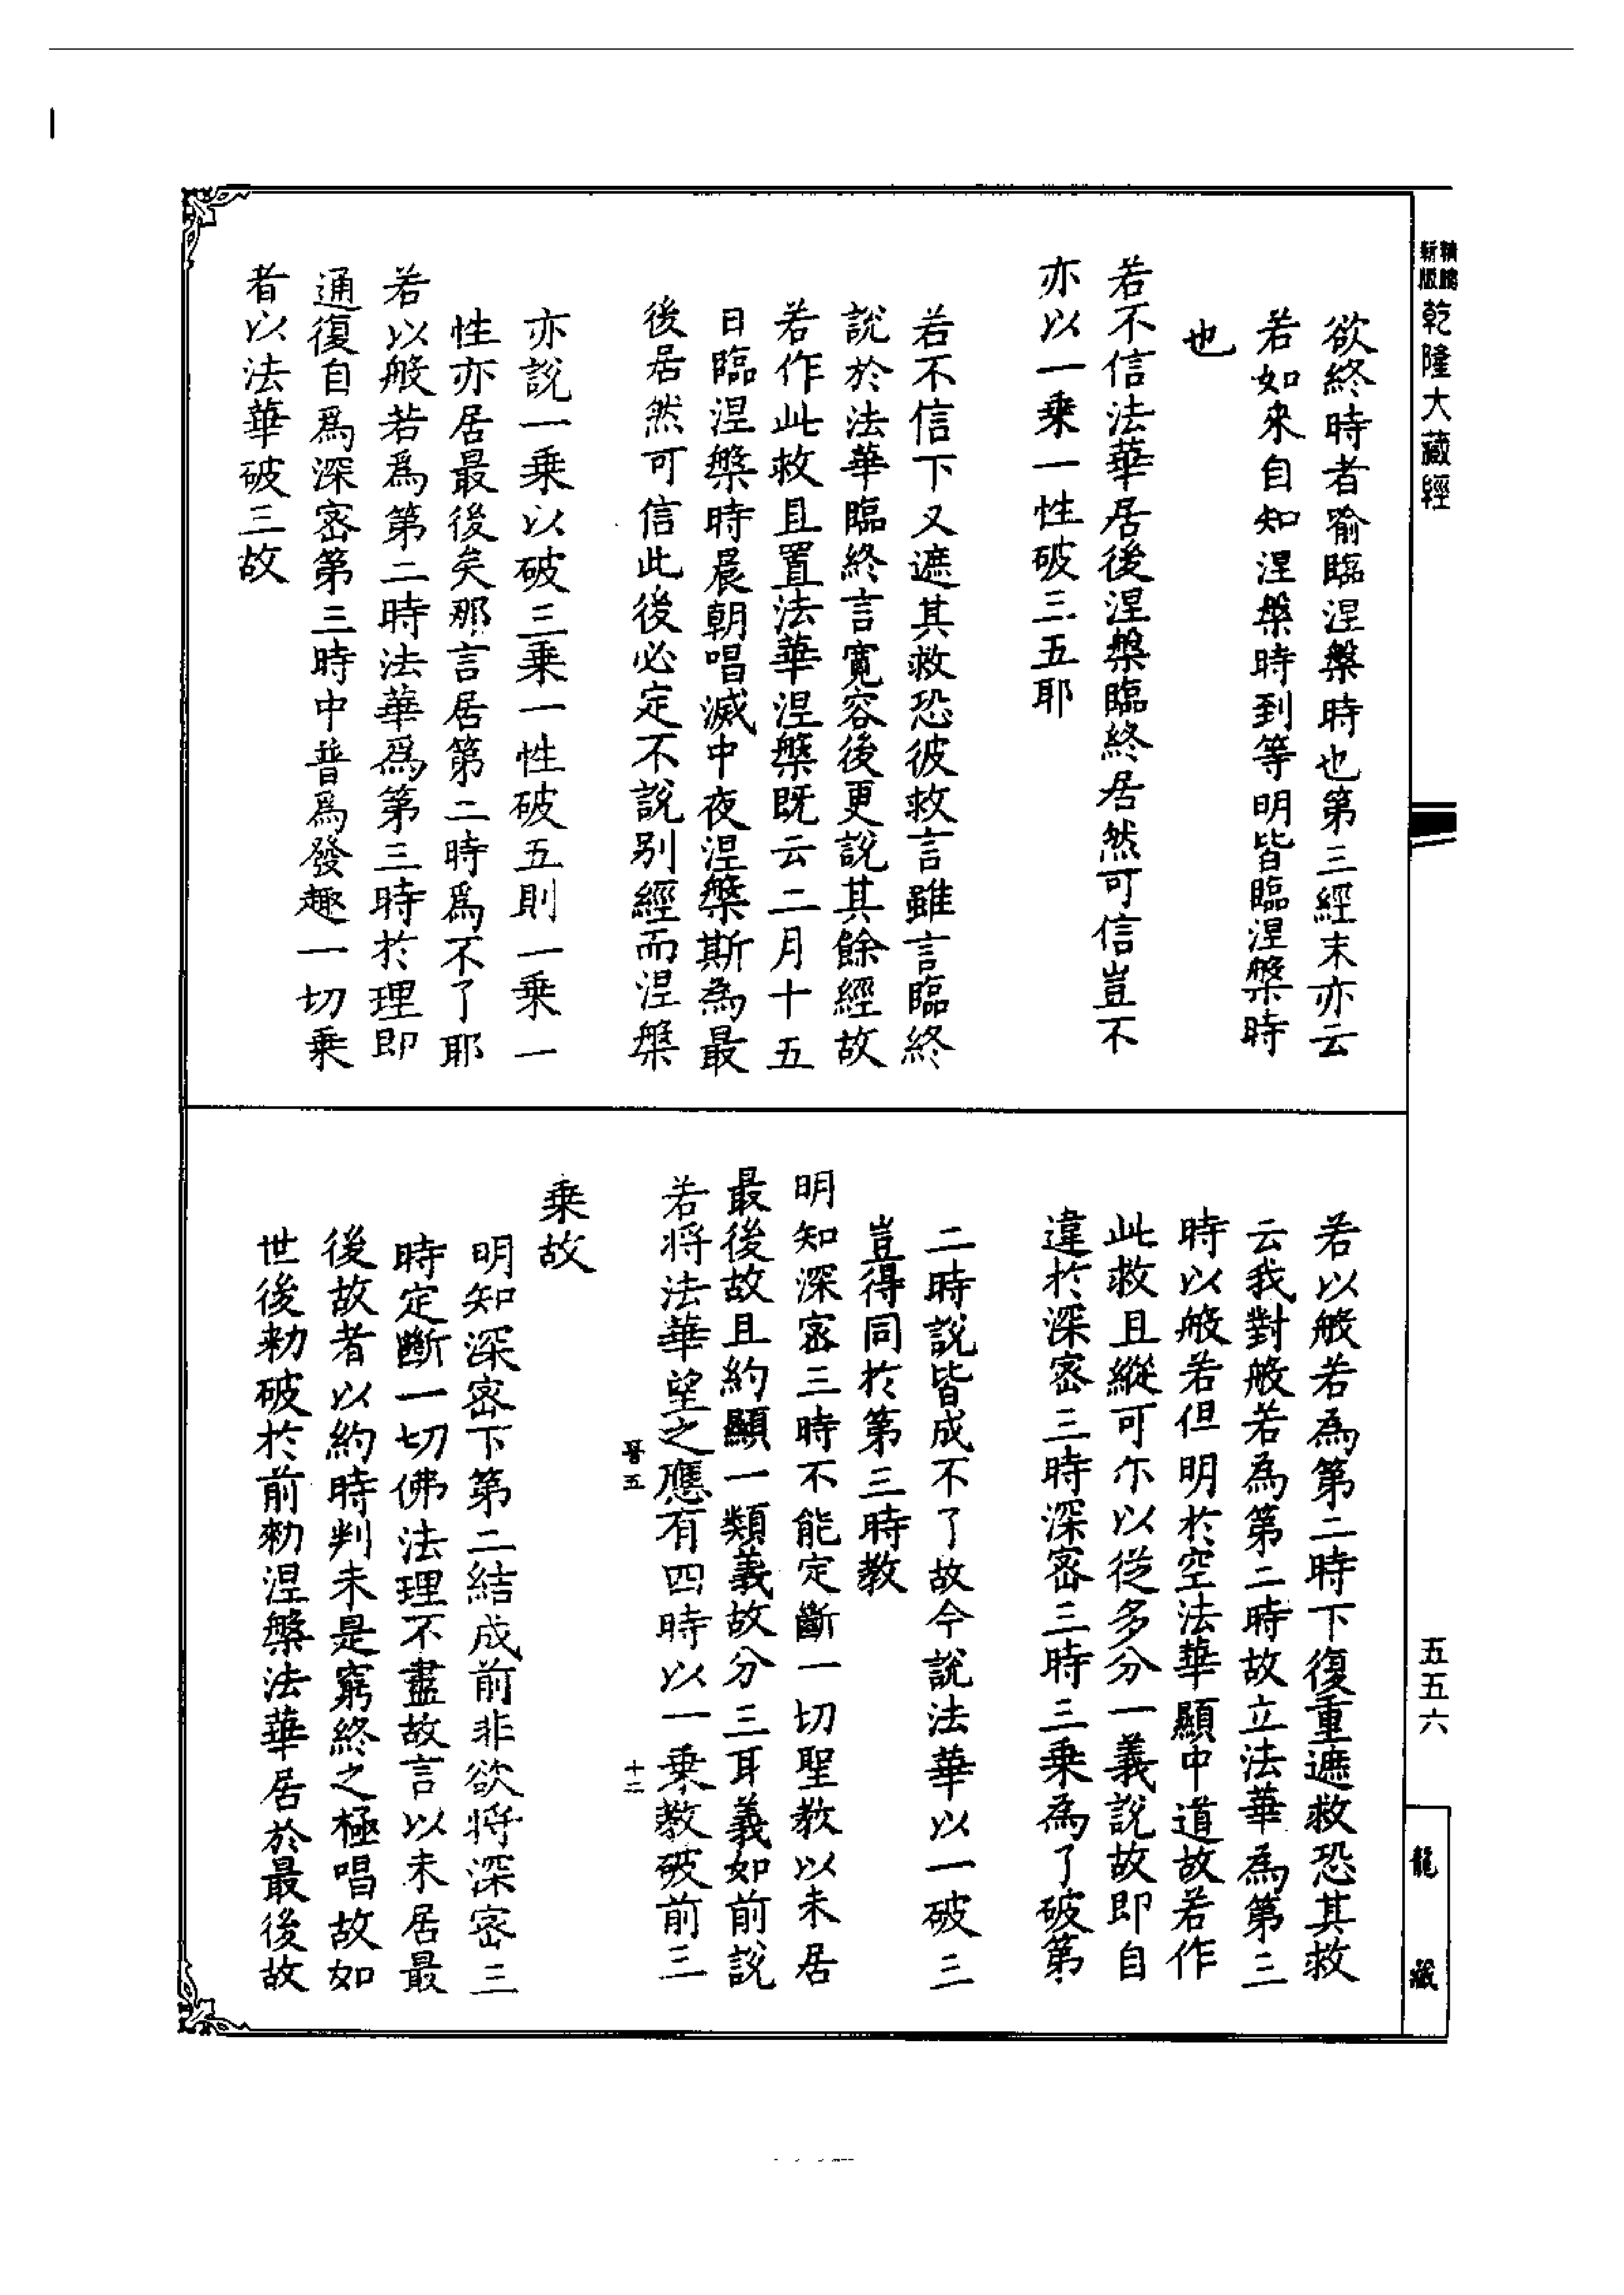 新版
精縮
乾隆大藏經
欲終時者喻臨涅槃時也第三經末亦云
若如來自知涅槃時到等明皆臨涅槃時
也
若不信法華居後涅槃臨終居然可信豈不
亦以一乗一性破三五耶
若不信下又遮其救恐彼救言雖言臨終
說於法華臨終言寬容後更說其餘經故
若作此救且置法華涅槃既云二月十五
日臨涅槃時晨朝唱滅中夜涅槃斯為最
後居然可信此後必定不說别經而涅槃
亦說一乗以破三乗一性破五則一乗一
性亦居最後矣那言居第二時爲不了耶
若以般若爲第二時法華爲第三時於理即
通復自爲深密第三時中普爲發趣一切乗
者以法華破三故
若以般若為第二時下復重遮救恐其救
云我對般若為第二時故立法華為第三
時以般若但明於空法華顯中道故若作
此救且縱可尒以從多分一義說故即自
違於深密三時深密三時三乗為了破第
二時說皆成不了故今說法華以一破三
豈得同於第三時教
明知深密三時不能定斷一切聖教以未居
最後故且約顯一類義故分三耳義如前說
若将法華望之應有四時以一乗教破前三
乗故
明知深密下第二結成前非欲将深密三
時定斷一切佛法理不盡故言以未居最
後故者以約時判未是窮終之極唱故如
世後勑破於前勑涅槃法華居於最後故
晉五
十二
五五六
龍藏